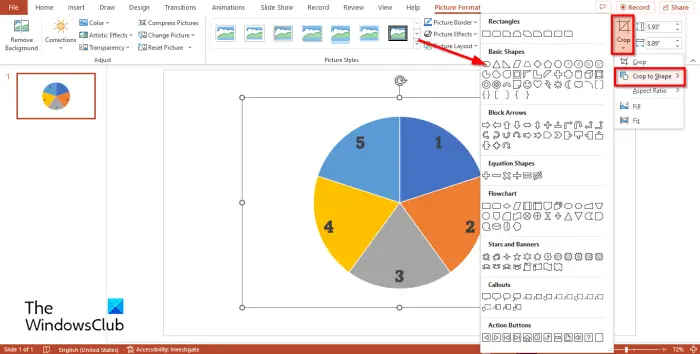 File Home Insert Draw Design Transitions Animations Slide Show Record Review View Picture Format Record Share
Remove Background
Corrections
Color
Artistic Effects
Transparency
Compress Pictures
Change Picture
Reset Picture
Adjust
Picture Styles
Picture Border
Picture Effects
Picture Layout
Crop
5.93"
8.89"
Crop
Crop to Shape
Aspect Ratio
Fill
Fit
Rectangles
Basic Shapes
Block Arrows
Equation Shapes
Flowchart
Stars and Banners
Callouts
Action Buttons
1
5
1
4
2
3
The
WindowsClub
Slide 1 of 1 English (United States) Accessibility: Investigate 72%